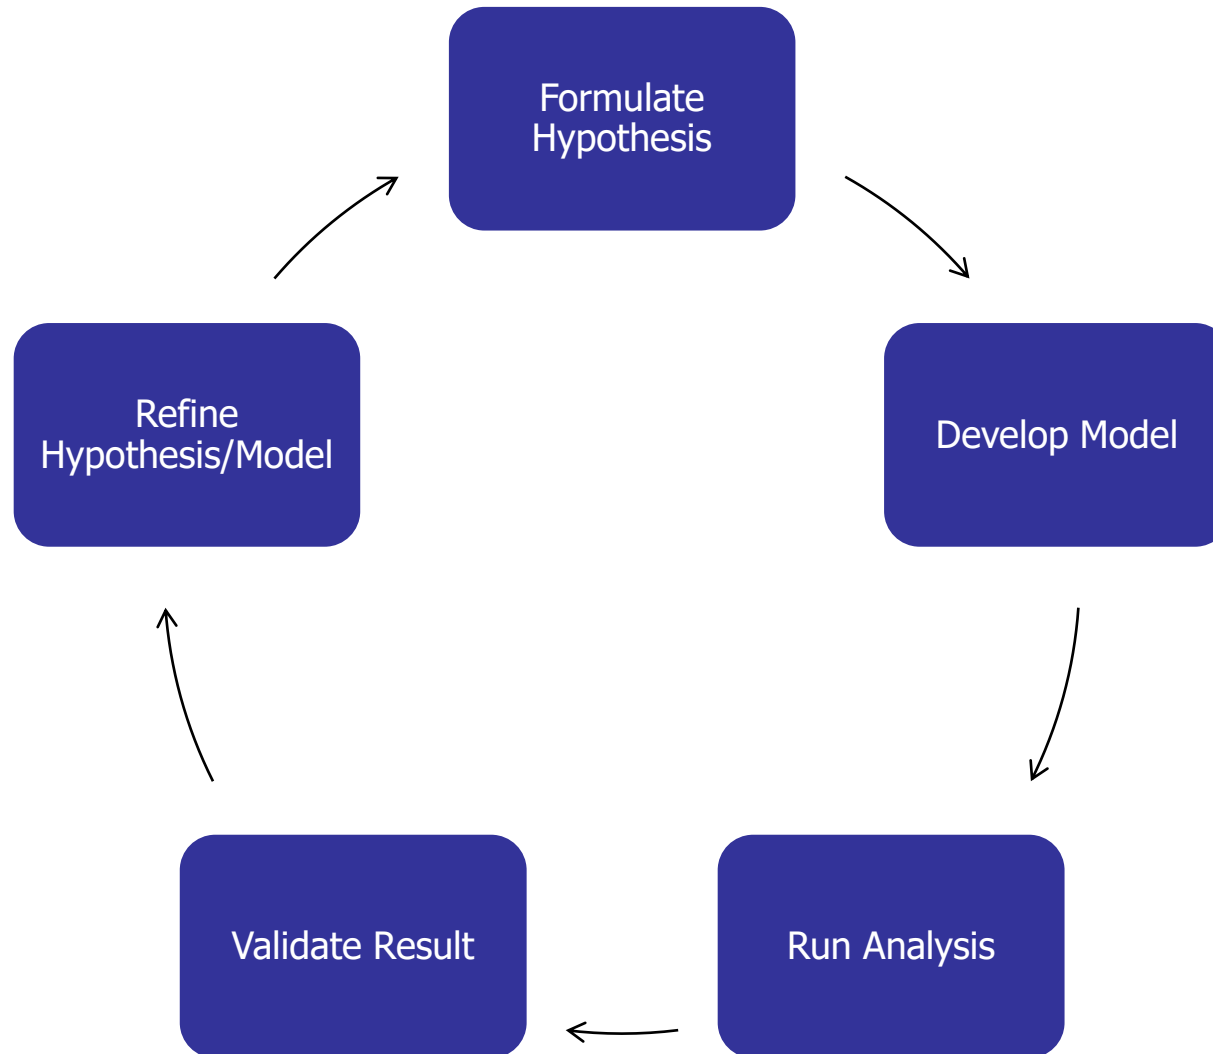 Formulate
Hypothesis
Develop Model
Run Analysis
Validate Result
Refine
Hypothesis/Model